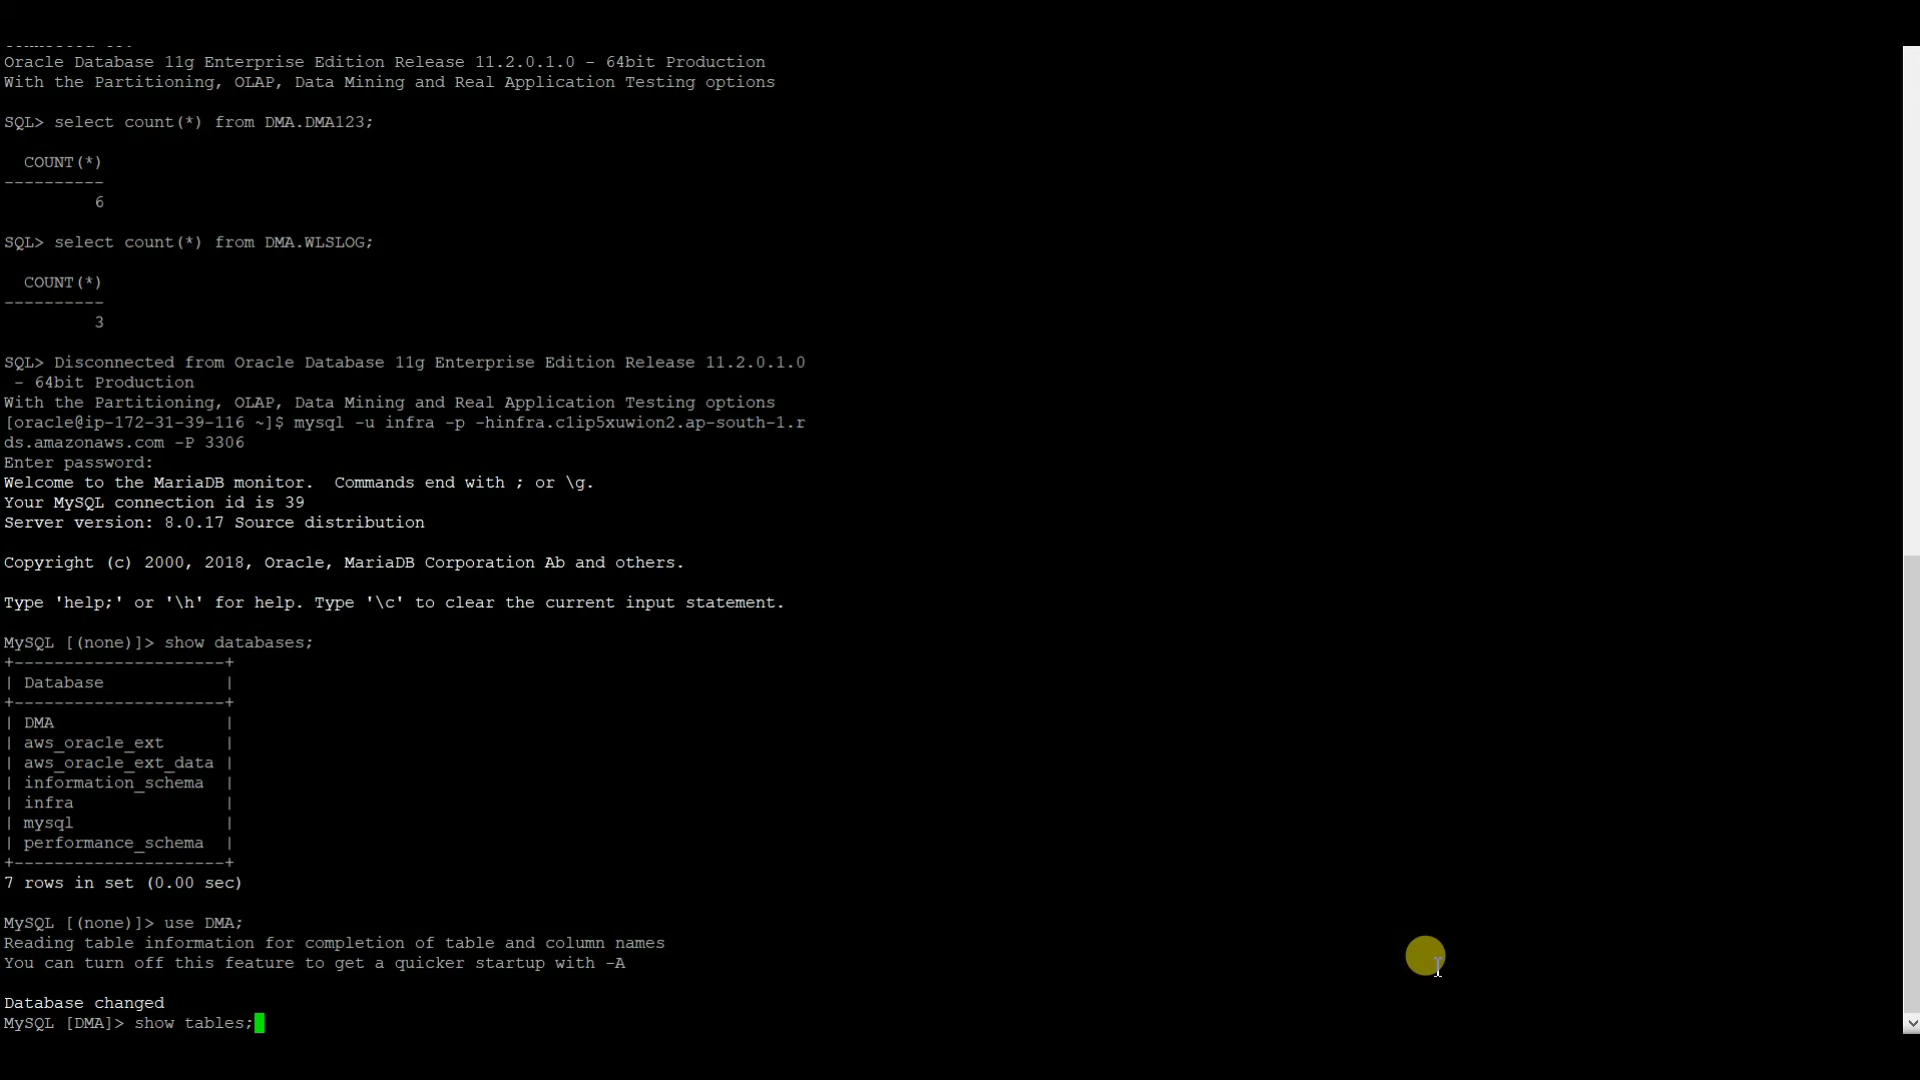 Oracle Database 11g Enterprise Edition Release 11.2.0.1.0 - 64bit Production
With the Partitioning, OLAP, Data Mining and Real Application Testing options
SQL> select count(*) from DMA.DMA123;
COUNT(*)
----------
6
SQL> select count(*) from DMA.WLSLOG;
COUNT(*)
----------
3
SQL> Disconnected from Oracle Database 11g Enterprise Edition Release 11.2.0.1.0
- 64bit Production
With the Partitioning, OLAP, Data Mining and Real Application Testing options
[oracle@ip-172-31-39-116 ~]$ mysql -u infra -p -hinfra.c1ip5xuwion2.ap-south-1.r
ds.amazonaws.com -P 3306
Enter password:
Welcome to the MariaDB monitor.  Commands end with ; or \g.
Your MySQL connection id is 39
Server version: 8.0.17 Source distribution
Copyright (c) 2000, 2018, Oracle, MariaDB Corporation Ab and others.
Type 'help;' or '\h' for help. Type '\c' to clear the current input statement.
MySQL [(none)]> show databases;
+---------------------+
| Database            |
+---------------------+
| DMA                 |
| aws_oracle_ext      |
| aws_oracle_ext_data |
| information_schema  |
| infra               |
| mysql               |
| performance_schema  |
+---------------------+
7 rows in set (0.00 sec)
MySQL [(none)]> use DMA;
Reading table information for completion of table and column names
You can turn off this feature to get a quicker startup with -A
Database changed
MySQL [DMA]> show tables;